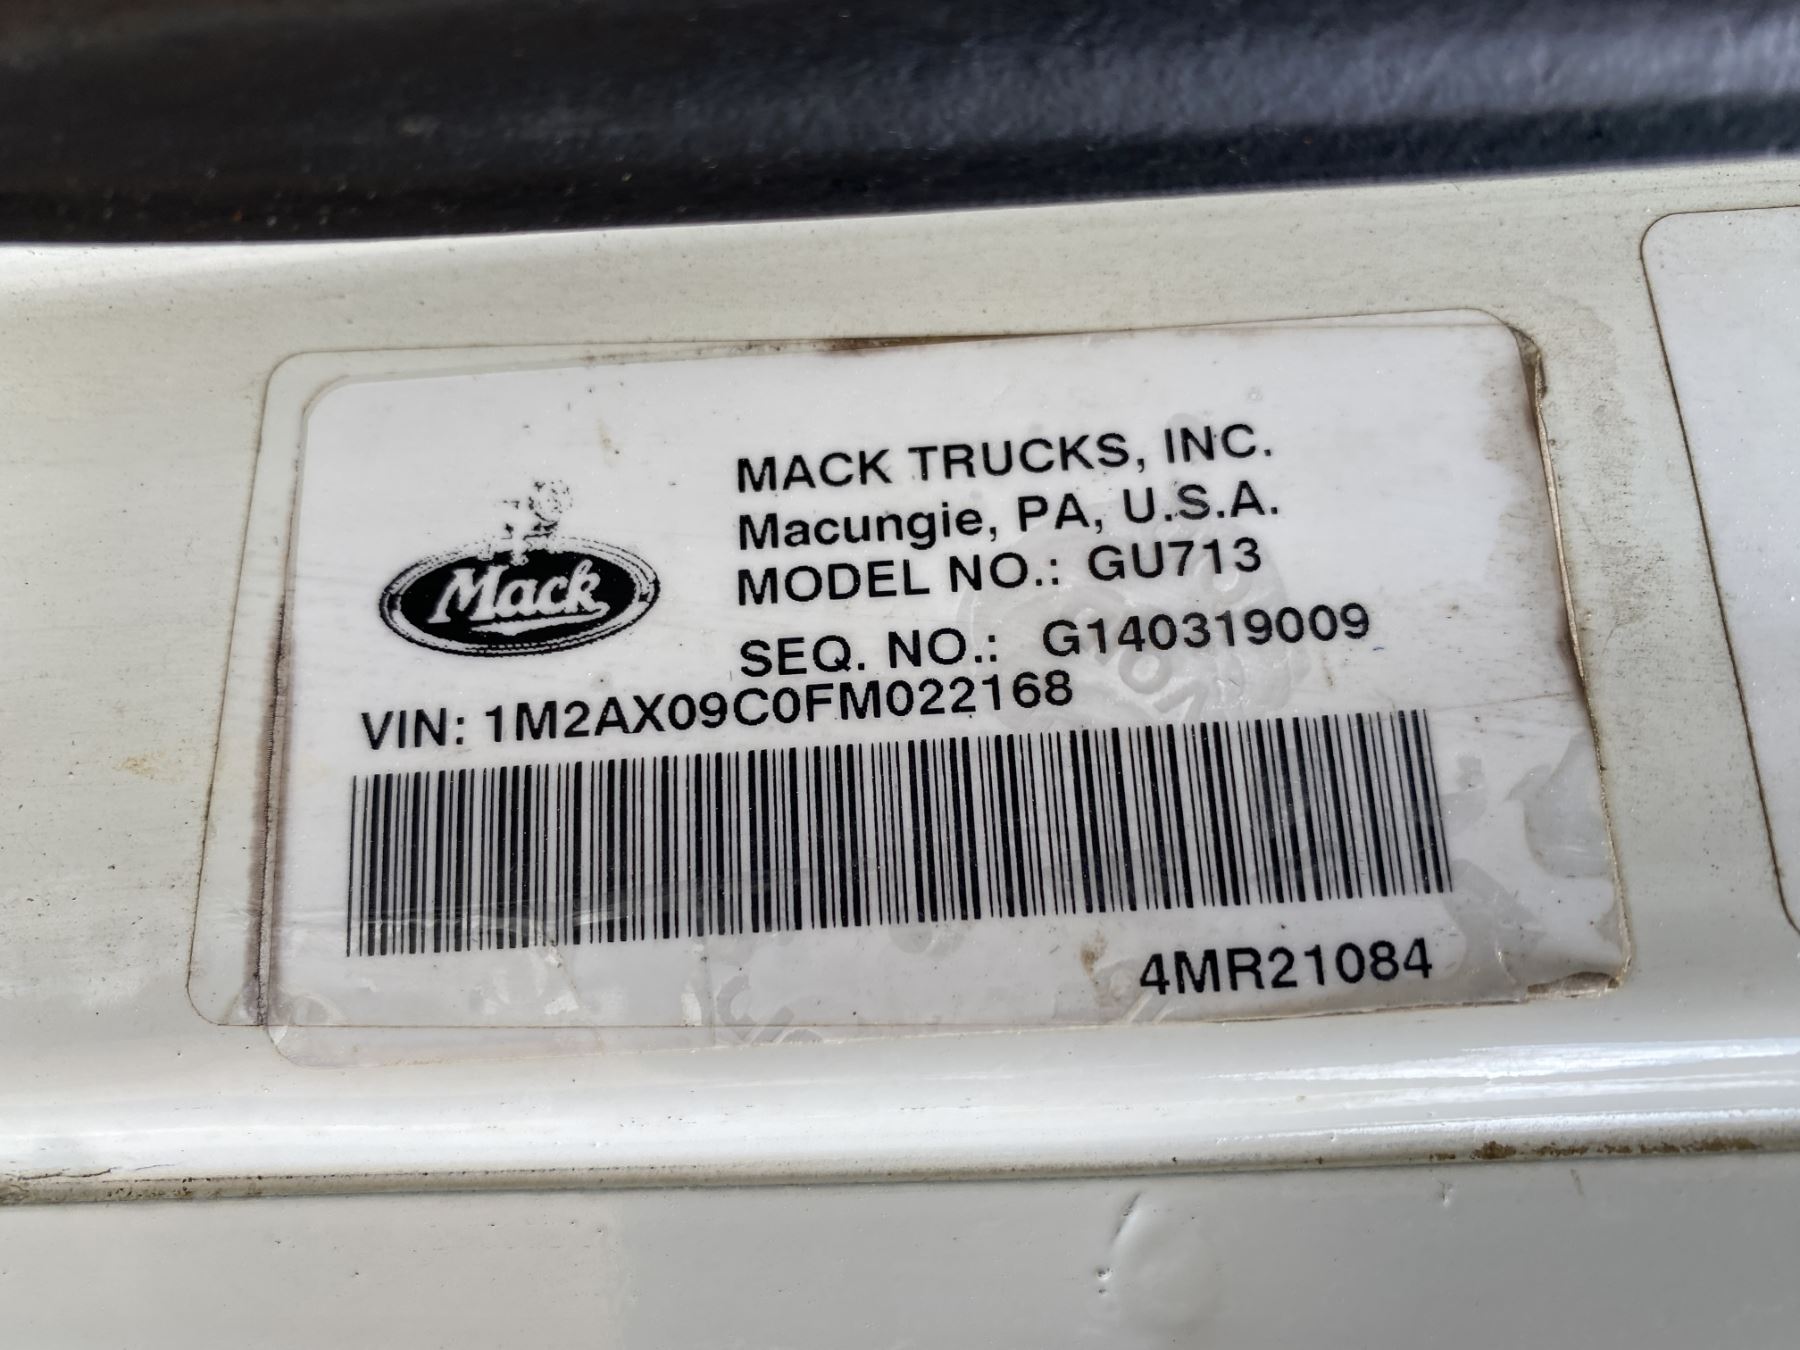 MACK TRUCKS, INC.
Macungie, PA, U.S.A.
MODEL NO.: GU713
SEQ. NO.: G140319009
Mack
VIN: 1M2AX09C0FM022168
4MR21084